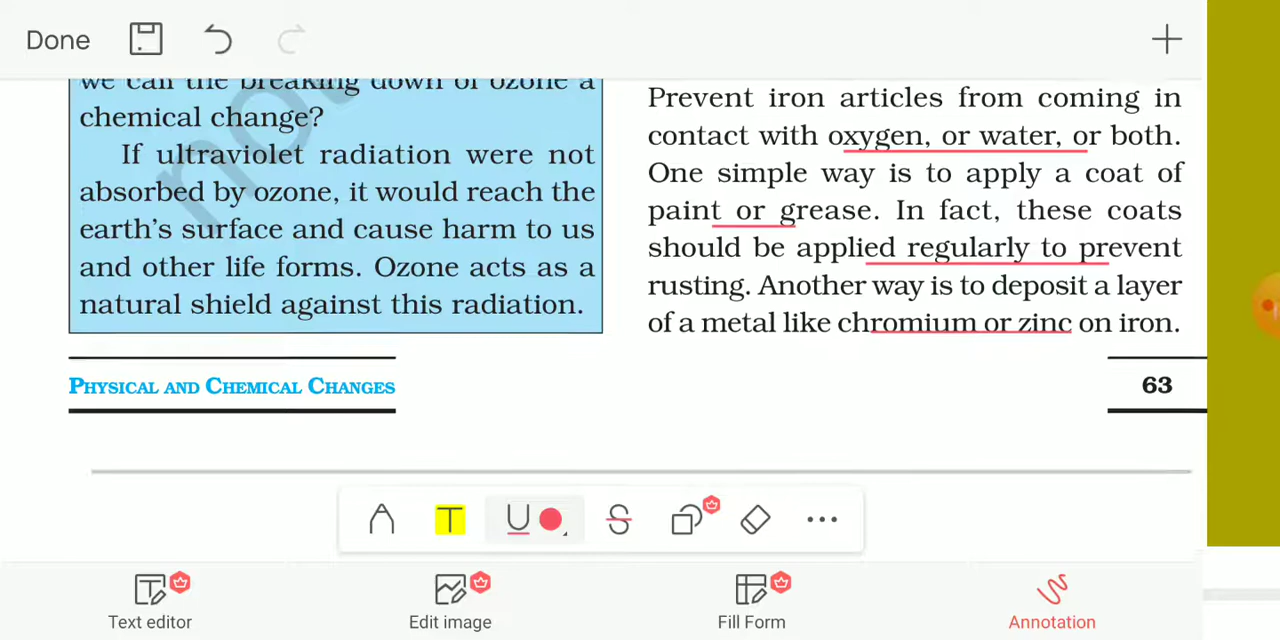 Done
we call the breaking down of ozone a
chemical change?
If ultraviolet radiation were not
absorbed by ozone, it would reach the
earth's surface and cause harm to us
and other life forms. Ozone acts as a
natural shield against this radiation.
Prevent iron articles from coming in
contact with oxygen, or water, or both.
One simple way is to apply a coat of
paint or grease. In fact, these coats
should be applied regularly to prevent
rusting. Another way is to deposit a layer
of a metal like chromium or zinc on iron.
PHYSICAL AND CHEMICAL CHANGES
63
T
U
S
Text editor
Edit image
Fill Form
Annotation